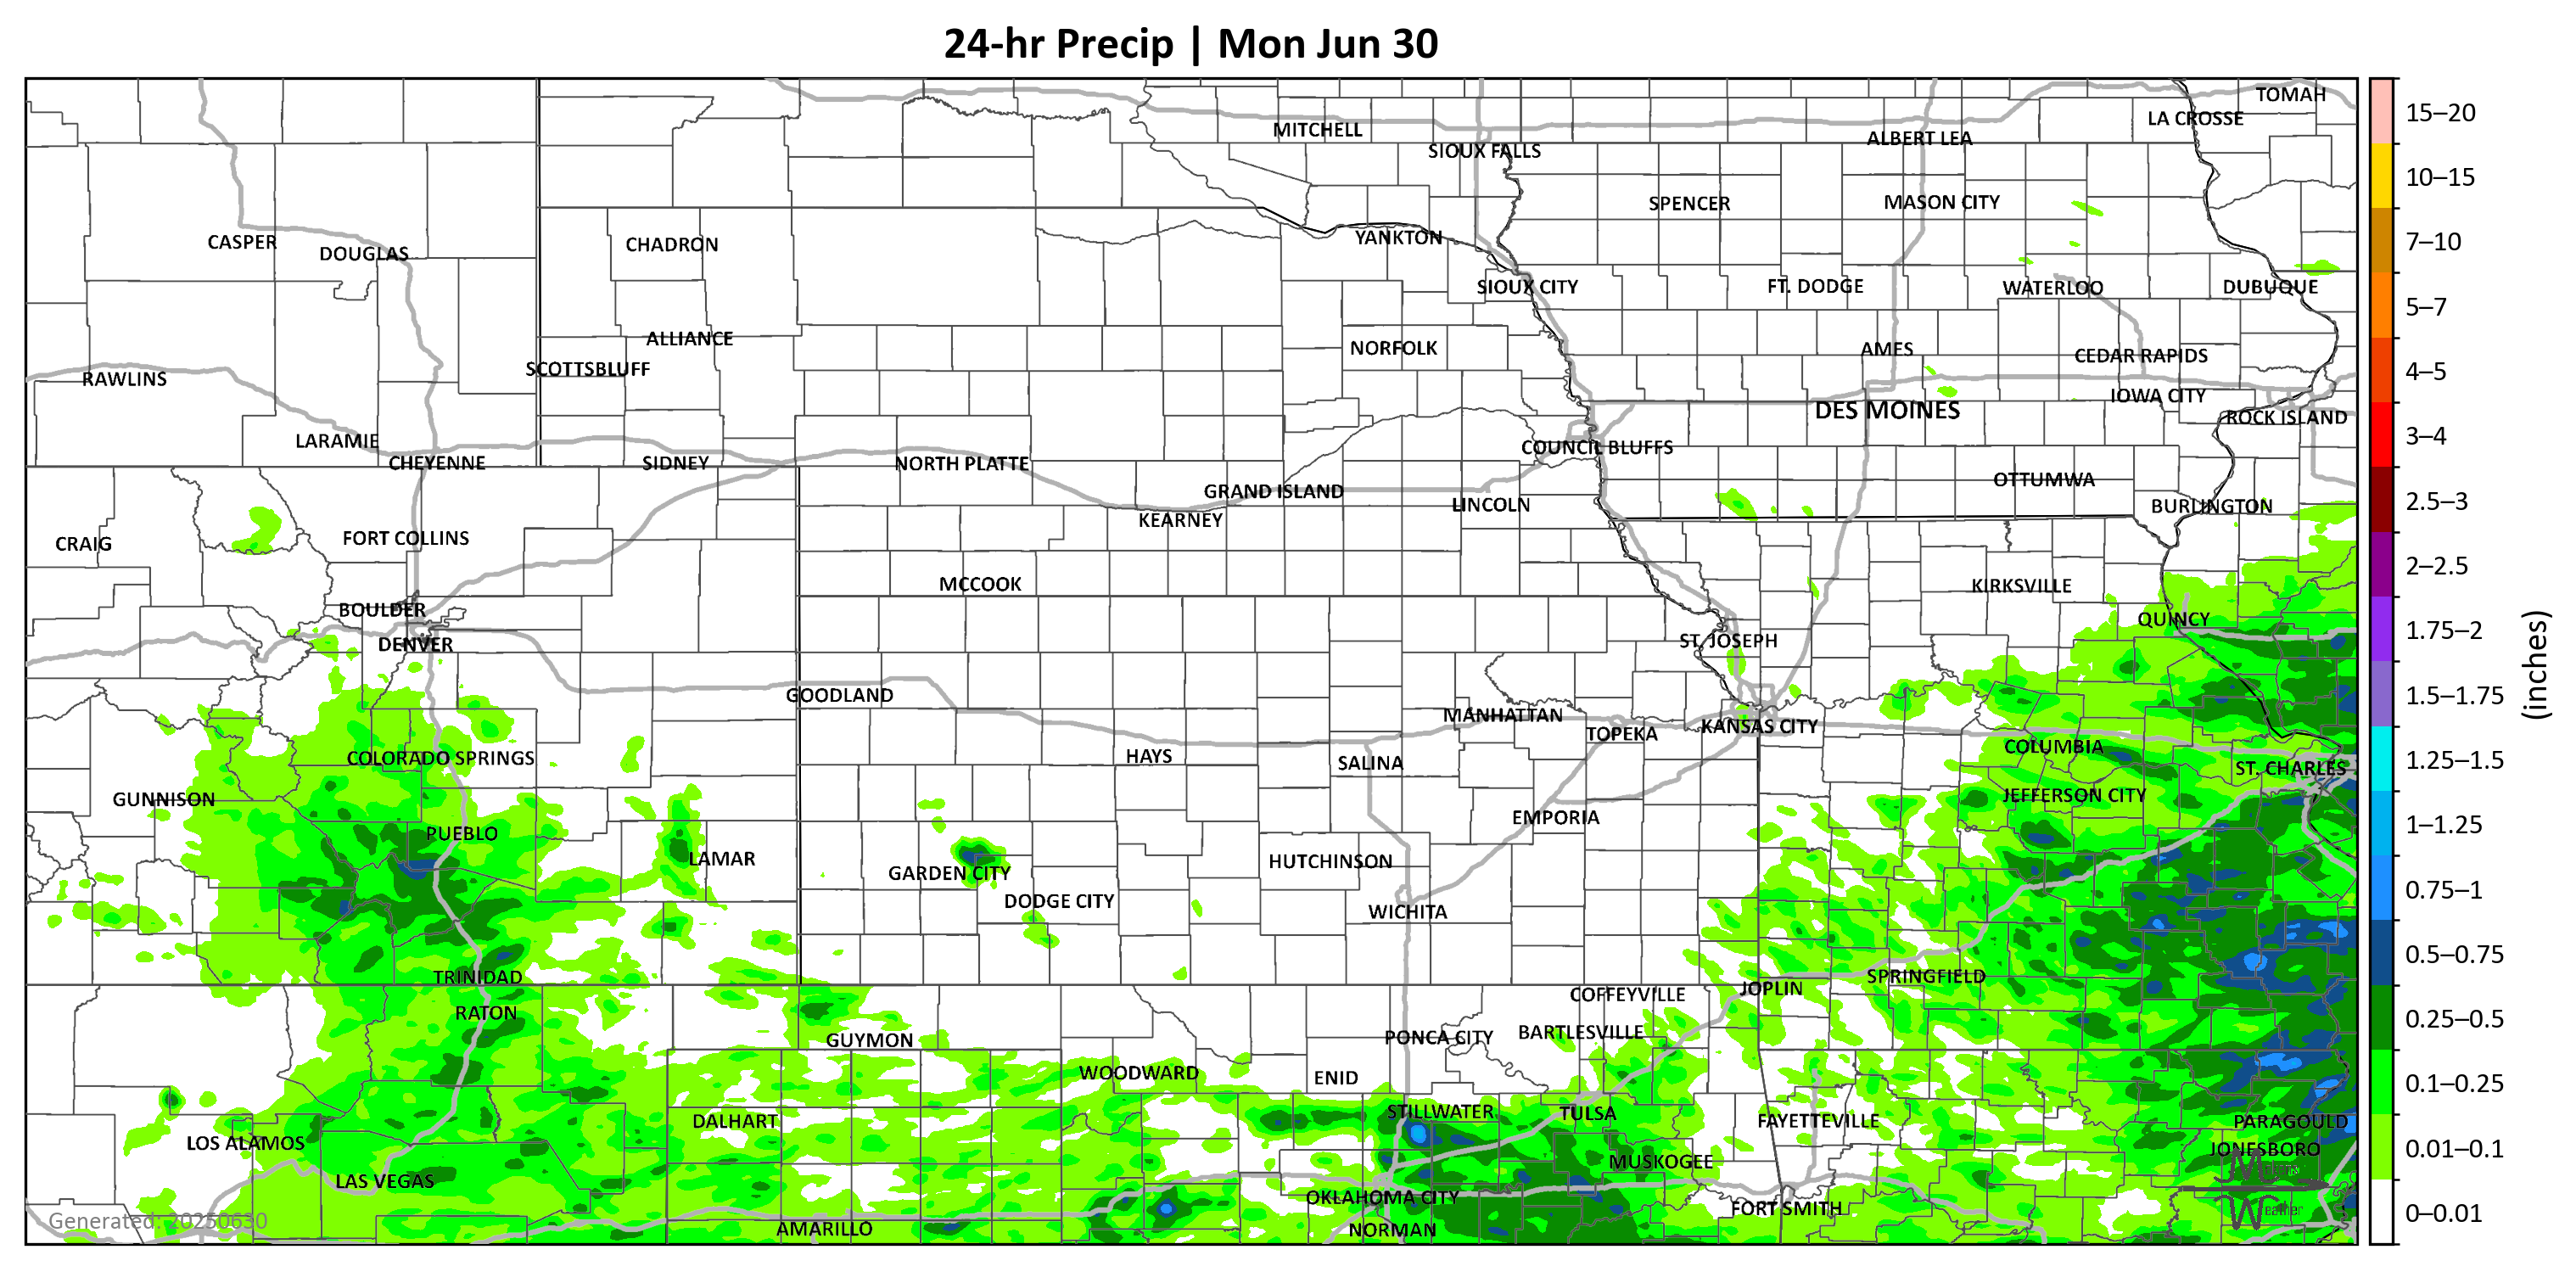 24-hr Precip | Mon Jun 30
TOMAH
LA CROSSE
MITCHELL
ALBERT LEA
SIOUX FALLS
SPENCER
MASON CITY
YANKTON
CASPER
CHADRON
DOUGLAS
SIOUX CITY
FT. DODGE
WATERLOO
DUBUQUE
ALLIANCE
NORFOLK
AMES
CEDAR RAPIDS
SCOTTSBLUFF
RAWLINS
IOWA CITY
DES MOINES
ROCK ISLAND
LARAMIE
COUNCIL BLUFFS
CHEYENNE
SIDNEY
NORTH PLATTE
OTTUMWA
GRAND ISLAND
LINCOLN
BURLINGTON
KEARNEY
CRAIG
FORT COLLINS
MCCOOK
KIRKSVILLE
BOULDER
QUINCY
DENVER
ST. JOSEPH
GOODLAND
MANHATTAN
TOPEKA
KANSAS CITY
COLUMBIA
COLORADO SPRINGS
HAYS
SALINA
ST. CHARLES
GUNNISON
JEFFERSON CITY
EMPORIA
PUEBLO
LAMAR
HUTCHINSON
GARDEN CITY
DODGE CITY
WICHITA
TRINIDAD
SPRINGFIELD
JOPLIN
COFFEYVILLE
RATON
BARTLESVILLE
GUYMON
PONCA CITY
WOODWARD
ENID
STILLWATER
TULSA
DALHART
FAYETTEVILLE
PARAGOULD
LOS ALAMOS
JONESBORO
MUSKOGEE
LAS VEGAS
OKLAHOMA CITY
FORT SMITH
AMARILLO
NORMAN
Generated: 20250630
Weather
15–20
10–15
7–10
5–7
4–5
3–4
2.5–3
2–2.5
1.75–2
1.5–1.75
1.25–1.5
1–1.25
0.75–1
0.5–0.75
0.25–0.5
0.1–0.25
0.01–0.1
0–0.01
(inches)